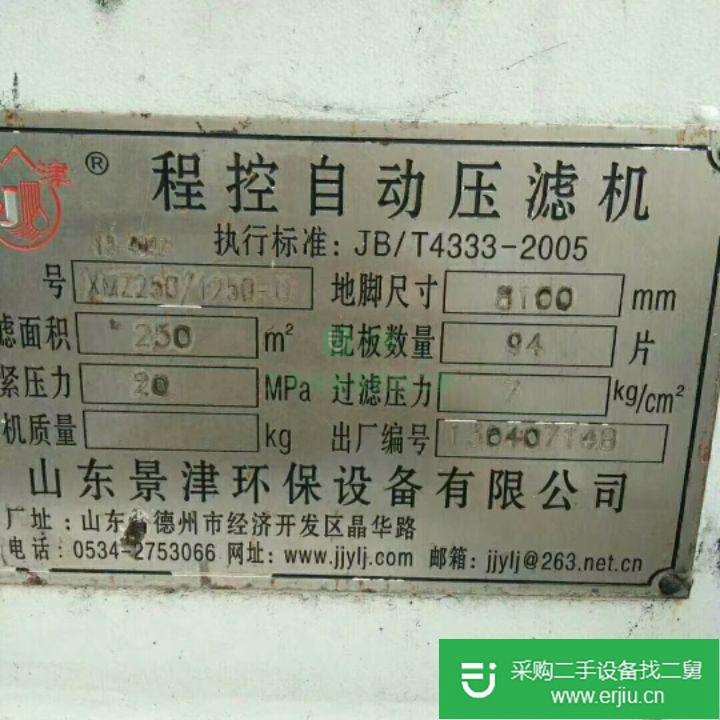 津 ®
程控自动压滤机
执行标准: JB/T4333-2005
号 XMZ250/1250-U 地脚尺寸 8100 mm
滤面积 250 m² 配板数量 94 片
紧压力 20 MPa 过滤压力 7 kg/cm²
机质量 kg 出厂编号
山东景津环保设备有限公司
厂址: 山东省德州市经济开发区晶华路
电话: 0534-2753066 网址: www.jjylj.com 邮箱: jjylj@263.net.cn
采购二手设备找二舅
www.erjiu.cn